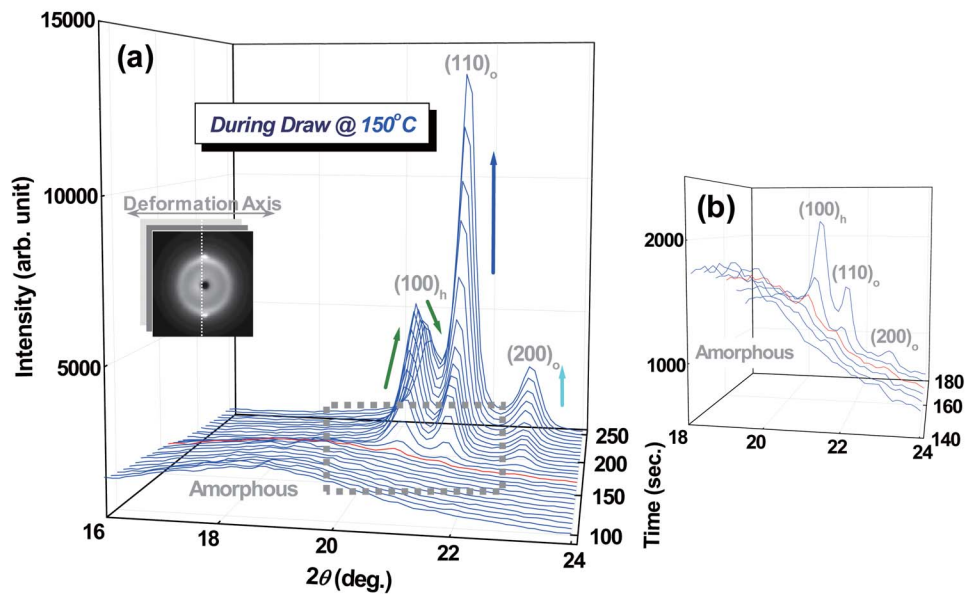 15000
(a)
(110)o
During Draw @ 150°C
10000
Deformation Axis
(100)h
(200)o
5000
Intensity (arb. unit)
Amorphous
16
18
20
22
24
2θ (deg.)
250
200
150
100
Time (sec.)
(b)
(100)h
2000
(110)o
(200)o
Amorphous
1000
180
160
140
18
20
22
24